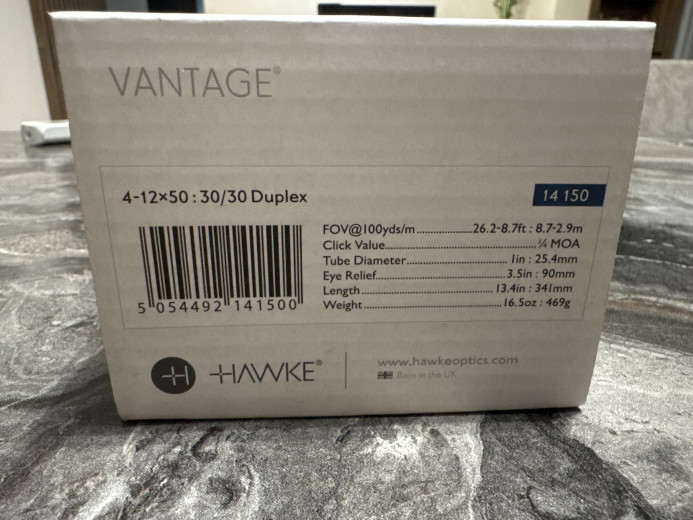 VANTAGE®
4-12×50 : 30/30 Duplex
14 150
FOV@100yds/m........................26.2-8.7ft : 8.7-2.9m
Click Value........................¼ MOA
Tube Diameter........................1in : 25.4mm
Eye Relief........................3.5in : 90mm
Length........................13.4in : 341mm
Weight........................16.5oz : 469g
5 054492 141500
HAWKE®
www.hawkeoptics.com
Born in the UK